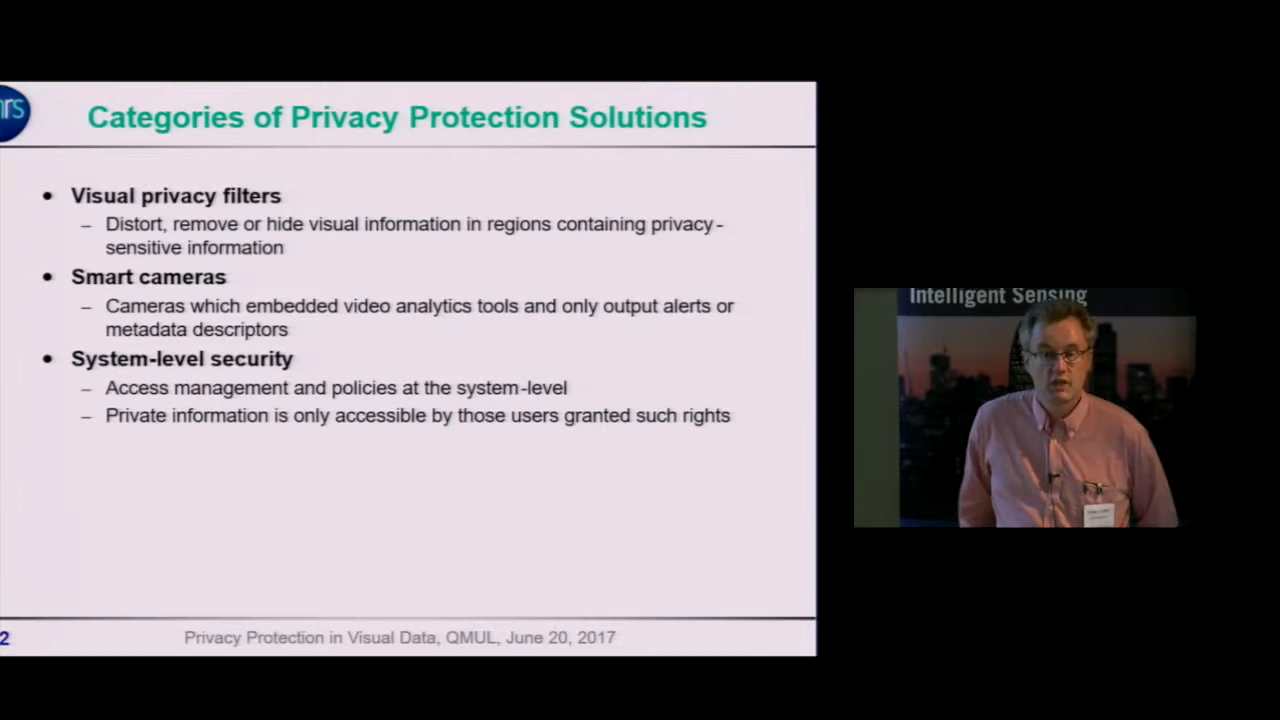 nrs
Categories of Privacy Protection Solutions
• Visual privacy filters
– Distort, remove or hide visual information in regions containing privacy-
sensitive information
• Smart cameras
– Cameras which embedded video analytics tools and only output alerts or
metadata descriptors
• System-level security
– Access management and policies at the system-level
– Private information is only accessible by those users granted such rights
2
Privacy Protection in Visual Data, QMUL, June 20, 2017
Intelligent Sensing